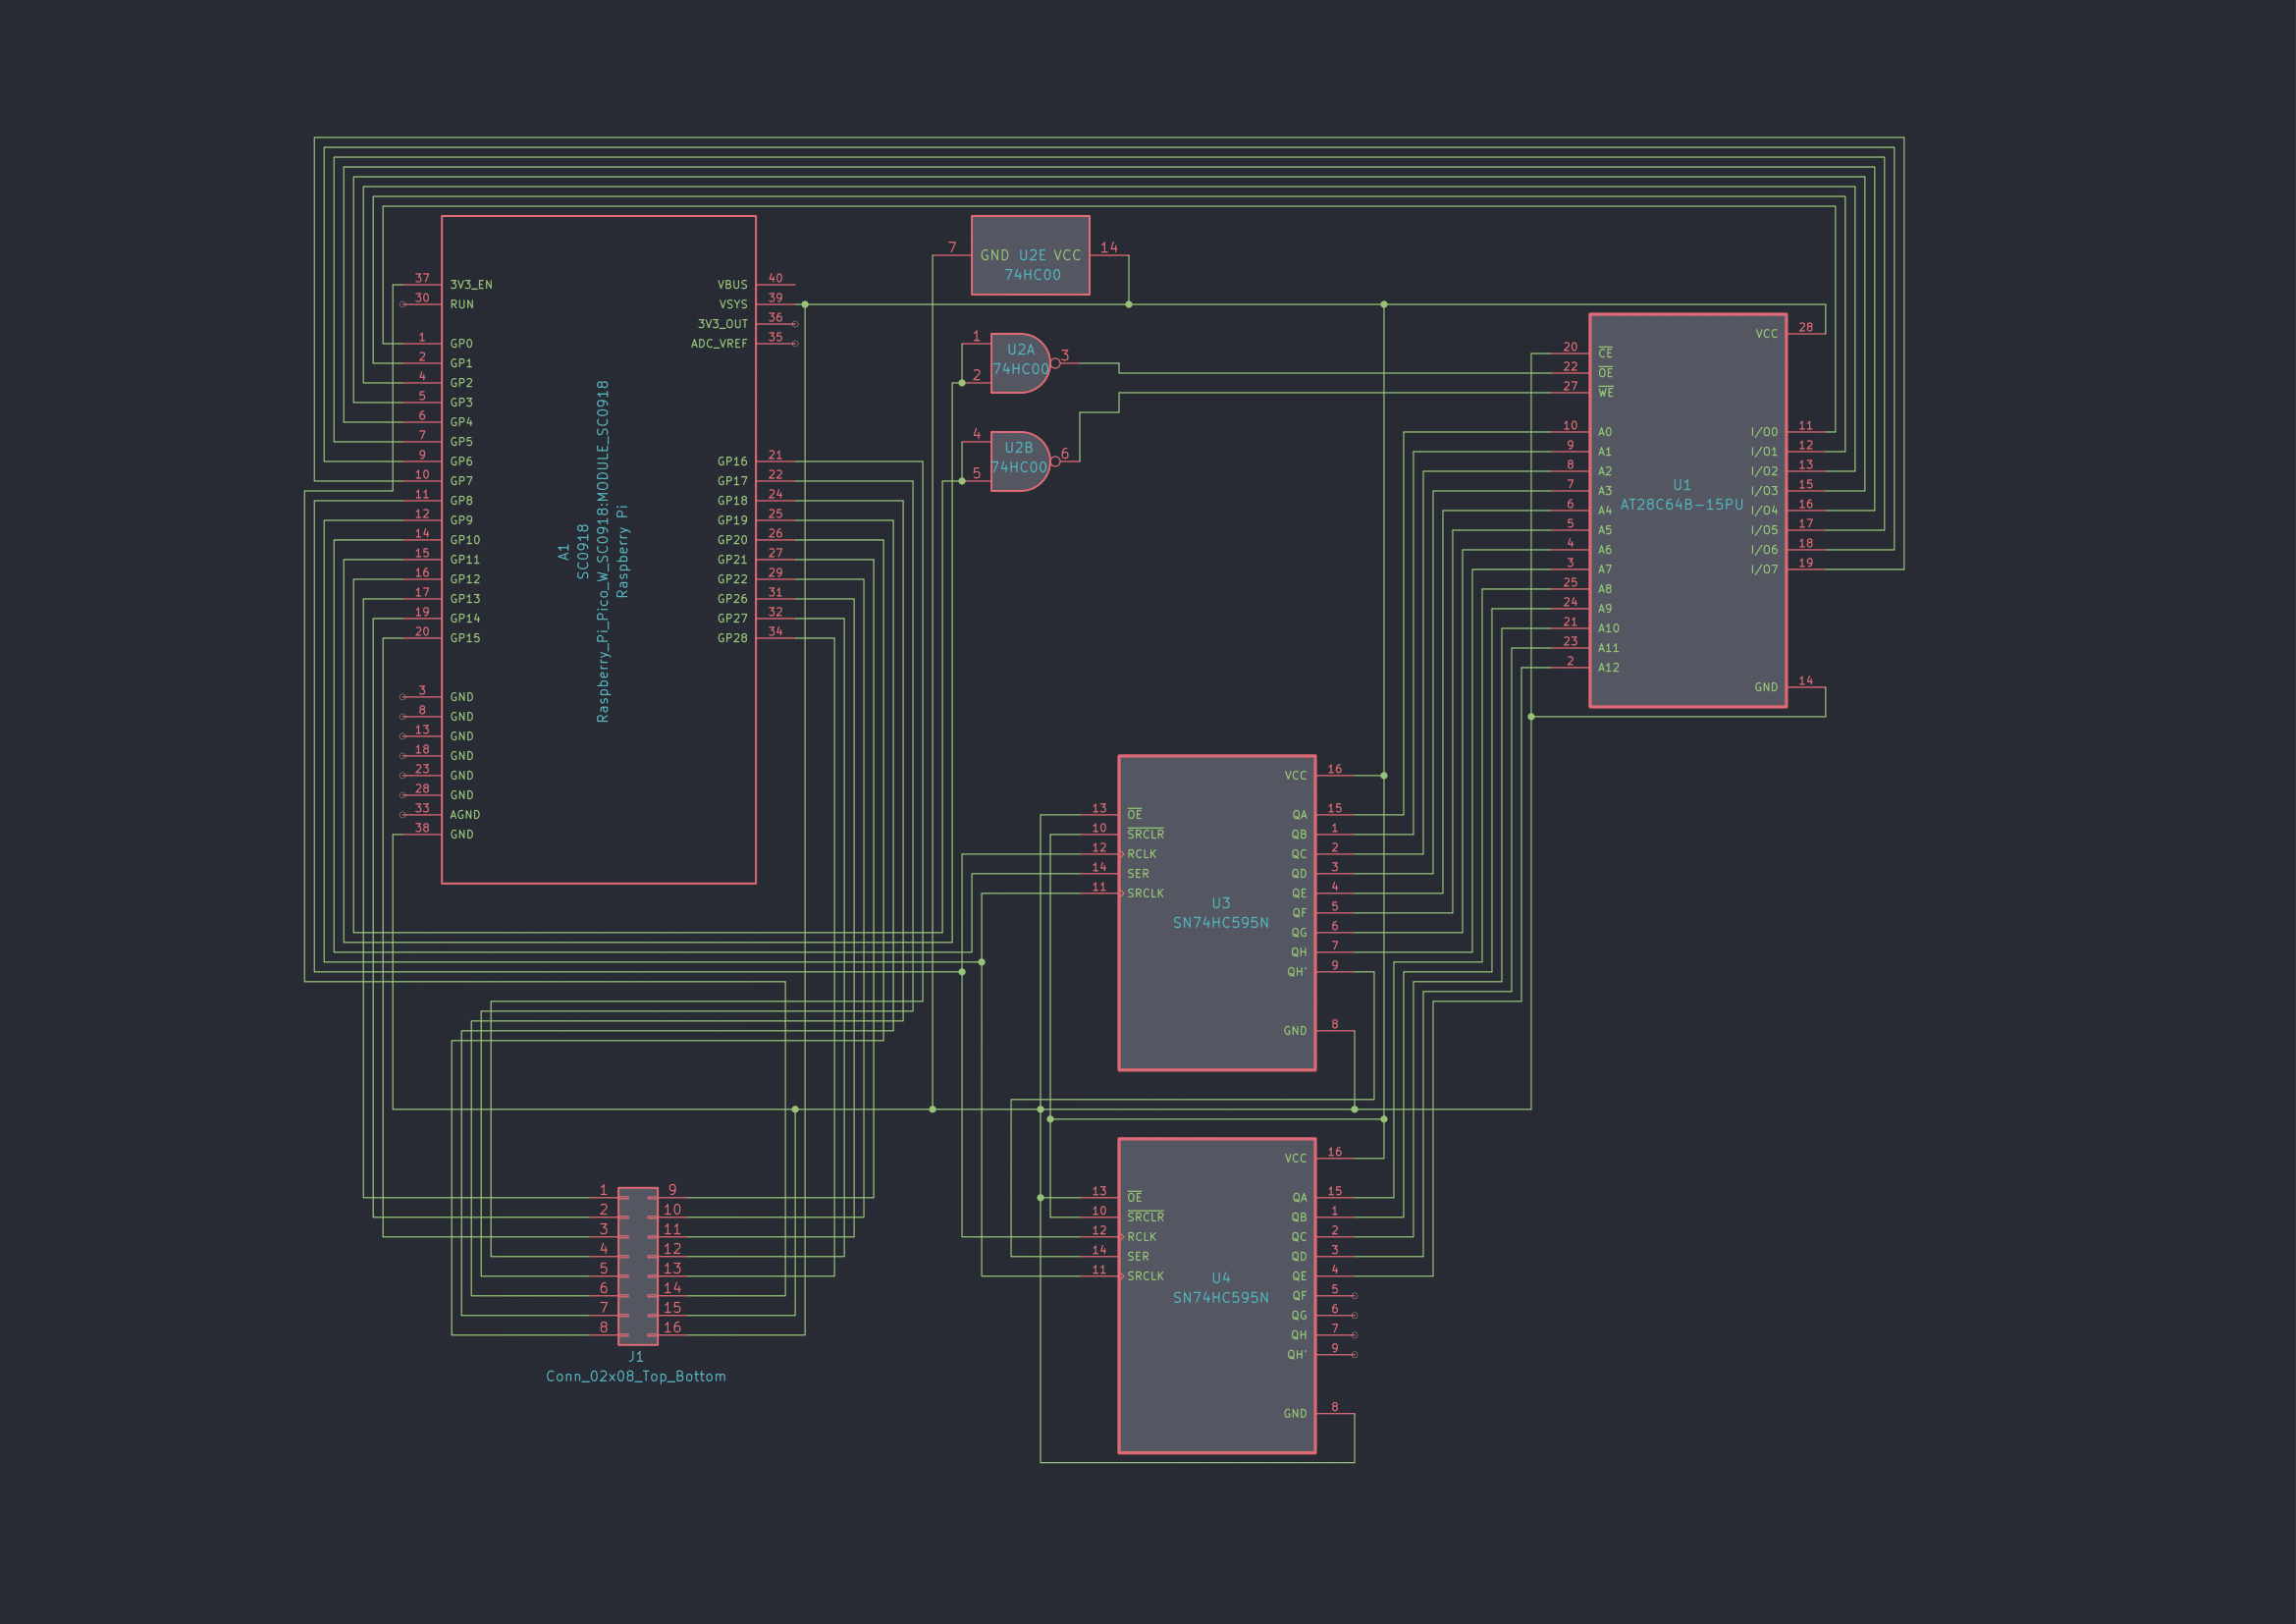 37 3V3_EN
30 RUN
1 GP0
2 GP1
4 GP2
5 GP3
6 GP4
7 GP5
9 GP6
10 GP7
11 GP8
12 GP9
14 GP10
15 GP11
16 GP12
17 GP13
19 GP14
20 GP15
3 GND
8 GND
13 GND
18 GND
23 GND
28 GND
33 AGND
38 GND
A1
SC0918
Raspberry_Pi_Pico_W_SC0918:MODULE_SC0918
Raspberry Pi
VBUS 40
VSYS 39
3V3_OUT 36
ADC_VREF 35
GP16 21
GP17 22
GP18 24
GP19 25
GP20 26
GP21 27
GP22 29
GP26 31
GP27 32
GP28 34
7 GND U2E VCC 14
74HC00
1 U2A 3
2 74HC00
4 U2B 6
5 74HC00
VCC 28
20 CE
22 OE
27 WE
10 A0
9 A1
8 A2
7 A3
6 A4
5 A5
4 A6
3 A7
25 A8
24 A9
21 A10
23 A11
2 A12
U1
AT28C64B-15PU
I/O0 11
I/O1 12
I/O2 13
I/O3 15
I/O4 16
I/O5 17
I/O6 18
I/O7 19
GND 14
VCC 16
13 OE
10 SRCLR
12 RCLK
14 SER
11 SRCLK
U3
SN74HC595N
QA 15
QB 1
QC 2
QD 3
QE 4
QF 5
QG 6
QH 7
QH' 9
GND 8
VCC 16
13 OE
10 SRCLR
12 RCLK
14 SER
11 SRCLK
U4
SN74HC595N
QA 15
QB 1
QC 2
QD 3
QE 4
QF 5
QG 6
QH 7
QH' 9
GND 8
1 9
2 10
3 11
4 12
5 13
6 14
7 15
8 16
J1
Conn_02x08_Top_Bottom